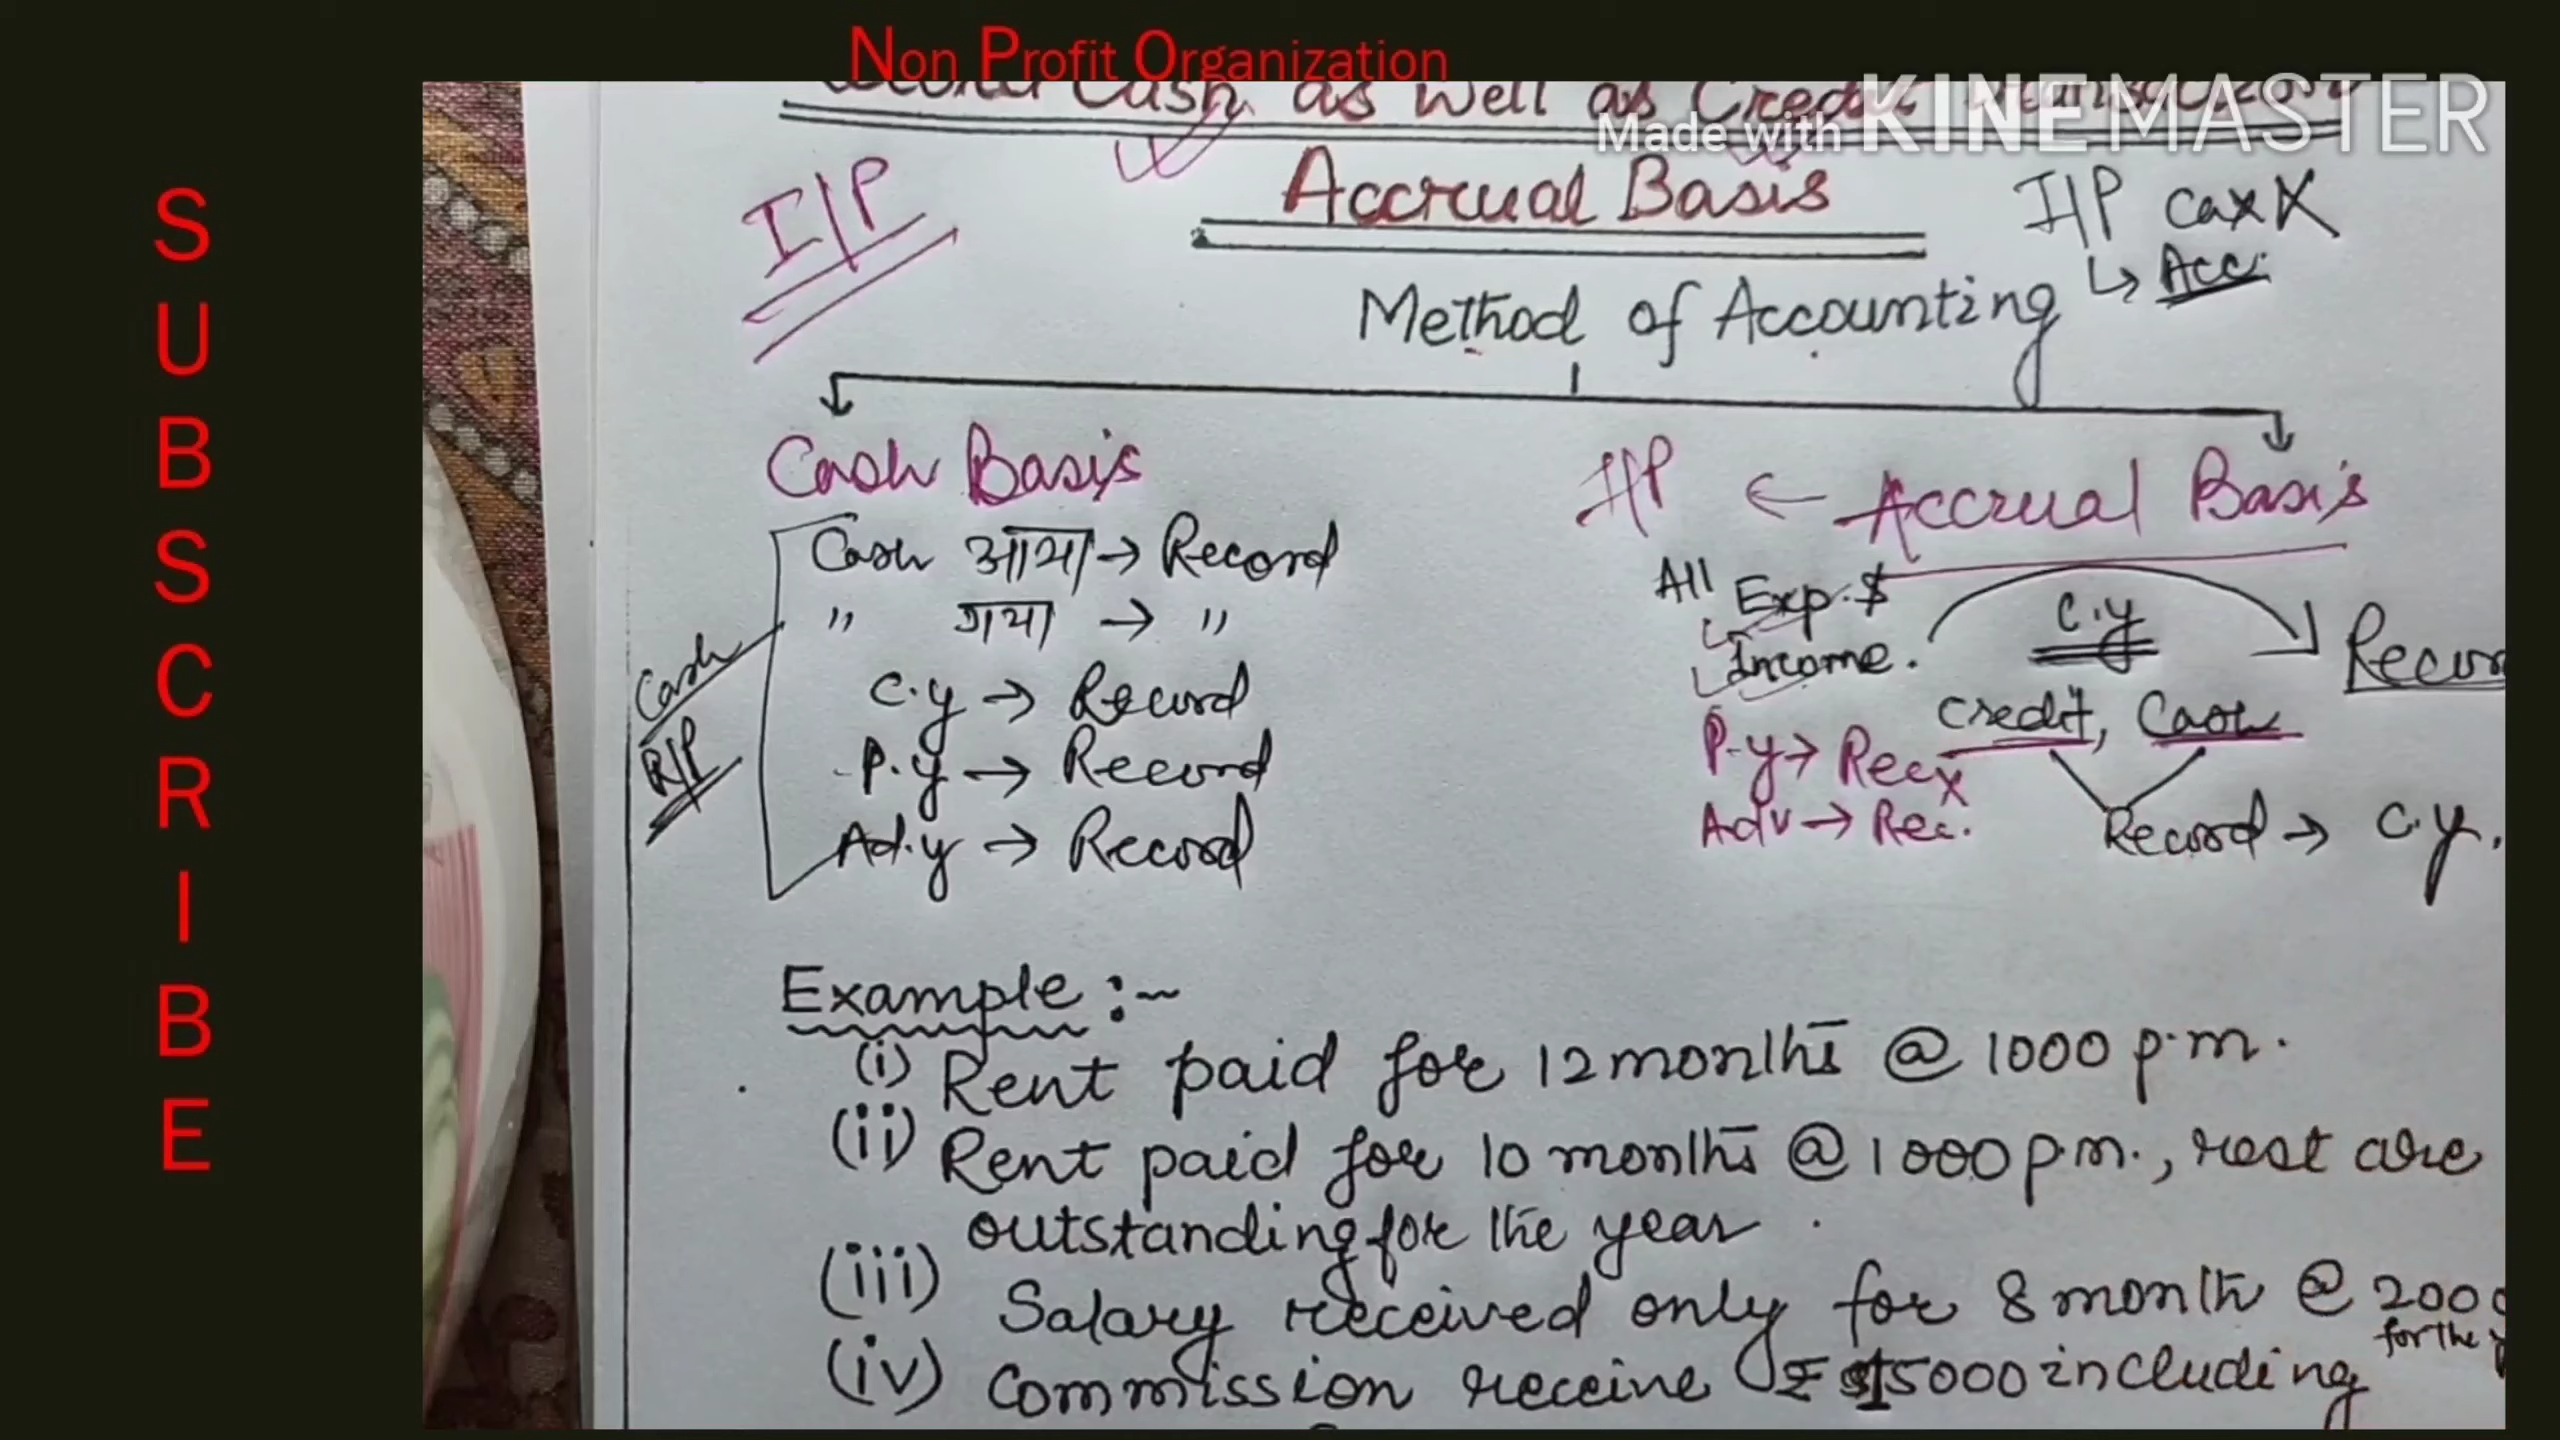 Non Profit Organization
Cash as well as Credit
Made with KINEMASTER
I/P
Accrual Basis
I/P
Acc.
Method of Accounting
Cash Basis
I/P ← Accrual Basis
Cash आया → Record
" गया → "
C.y → Record
P.y → Record
Ad.y → Record
Cash
R/P
All Exp.
Income.
C.y
Recor
Credit, Cash
P.y → Rec x
Adv → Rec.
Record → C.y.
Example :-
(i) Rent paid for 12 months @ 1000 p.m.
(ii) Rent paid for 10 months @ 1000 p.m., rest are
outstanding for the year.
(iii) Salary received only for 8 month @ 200
for the
(iv) Commission receive ₹ 15000 including
SUBSCRIBE